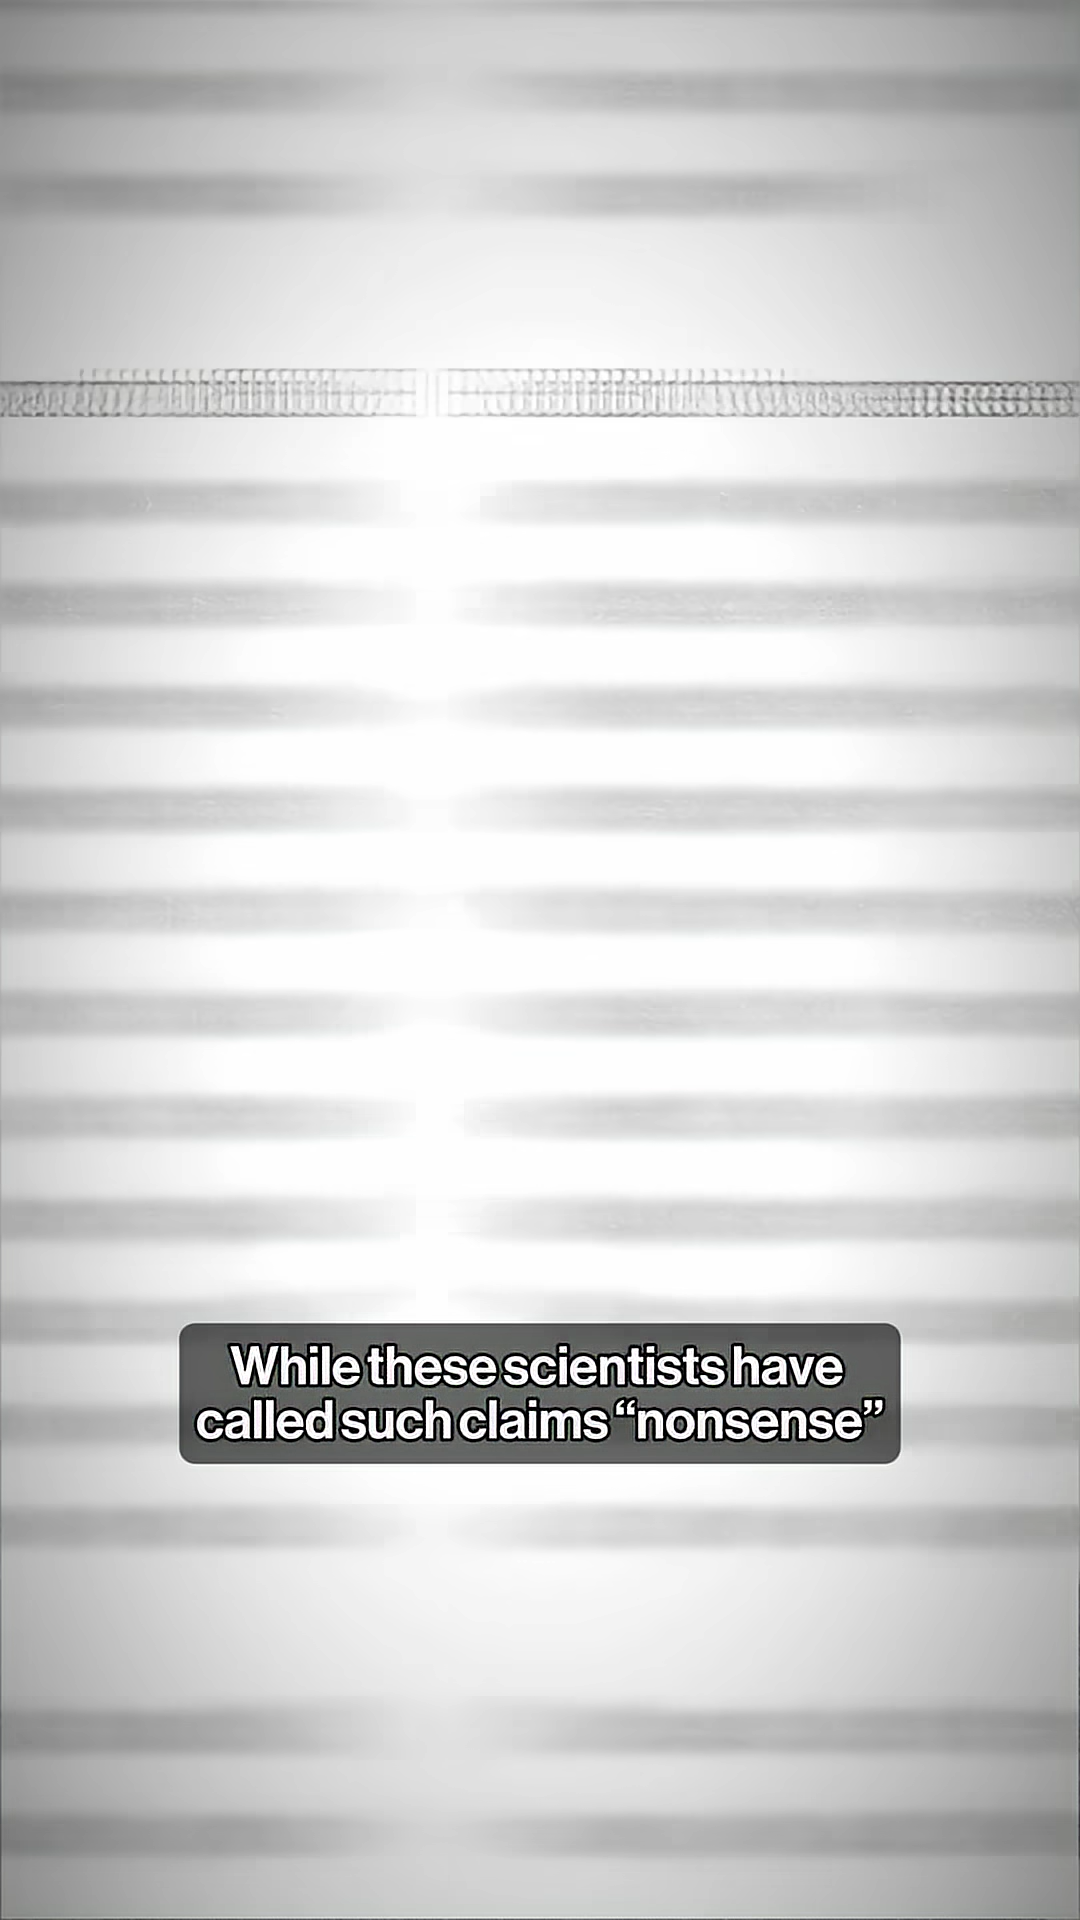 While these scientists have
called such claims “nonsense”